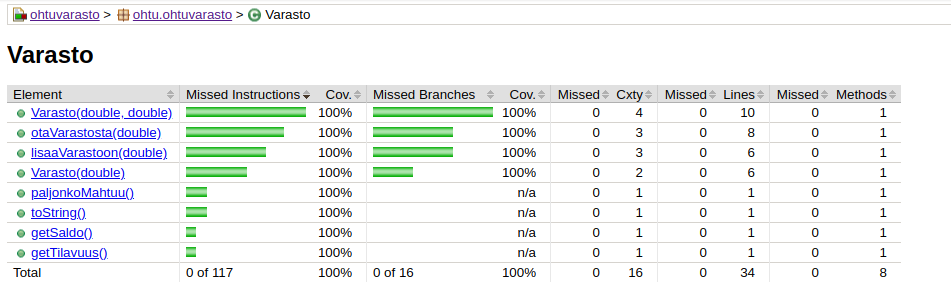 ohtuvarasto > ohtu.ohtuvarasto > C Varasto
Varasto
Element Missed Instructions Cov. Missed Branches Cov. Missed Cxty Missed Lines Missed Methods
Varasto(double, double) 100% 100% 0 4 0 10 0 1
otaVarastosta(double) 100% 100% 0 3 0 8 0 1
lisaaVarastoon(double) 100% 100% 0 3 0 6 0 1
Varasto(double) 100% 100% 0 2 0 6 0 1
paljonkoMahtuu() 100% n/a 0 1 0 1 0 1
toString() 100% n/a 0 1 0 1 0 1
getSaldo() 100% n/a 0 1 0 1 0 1
getTilavuus() 100% n/a 0 1 0 1 0 1
Total 0 of 117 100% 0 of 16 100% 0 16 0 34 0 8